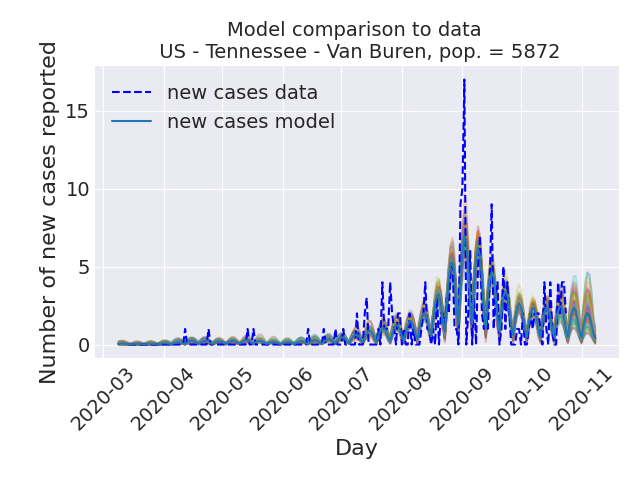 Model comparison to data
US - Tennessee - Van Buren, pop. = 5872
Number of new cases reported
15
10
5
0
new cases data
new cases model
2020-03
2020-04
2020-05
2020-06
2020-07
2020-08
2020-09
2020-10
2020-11
Day